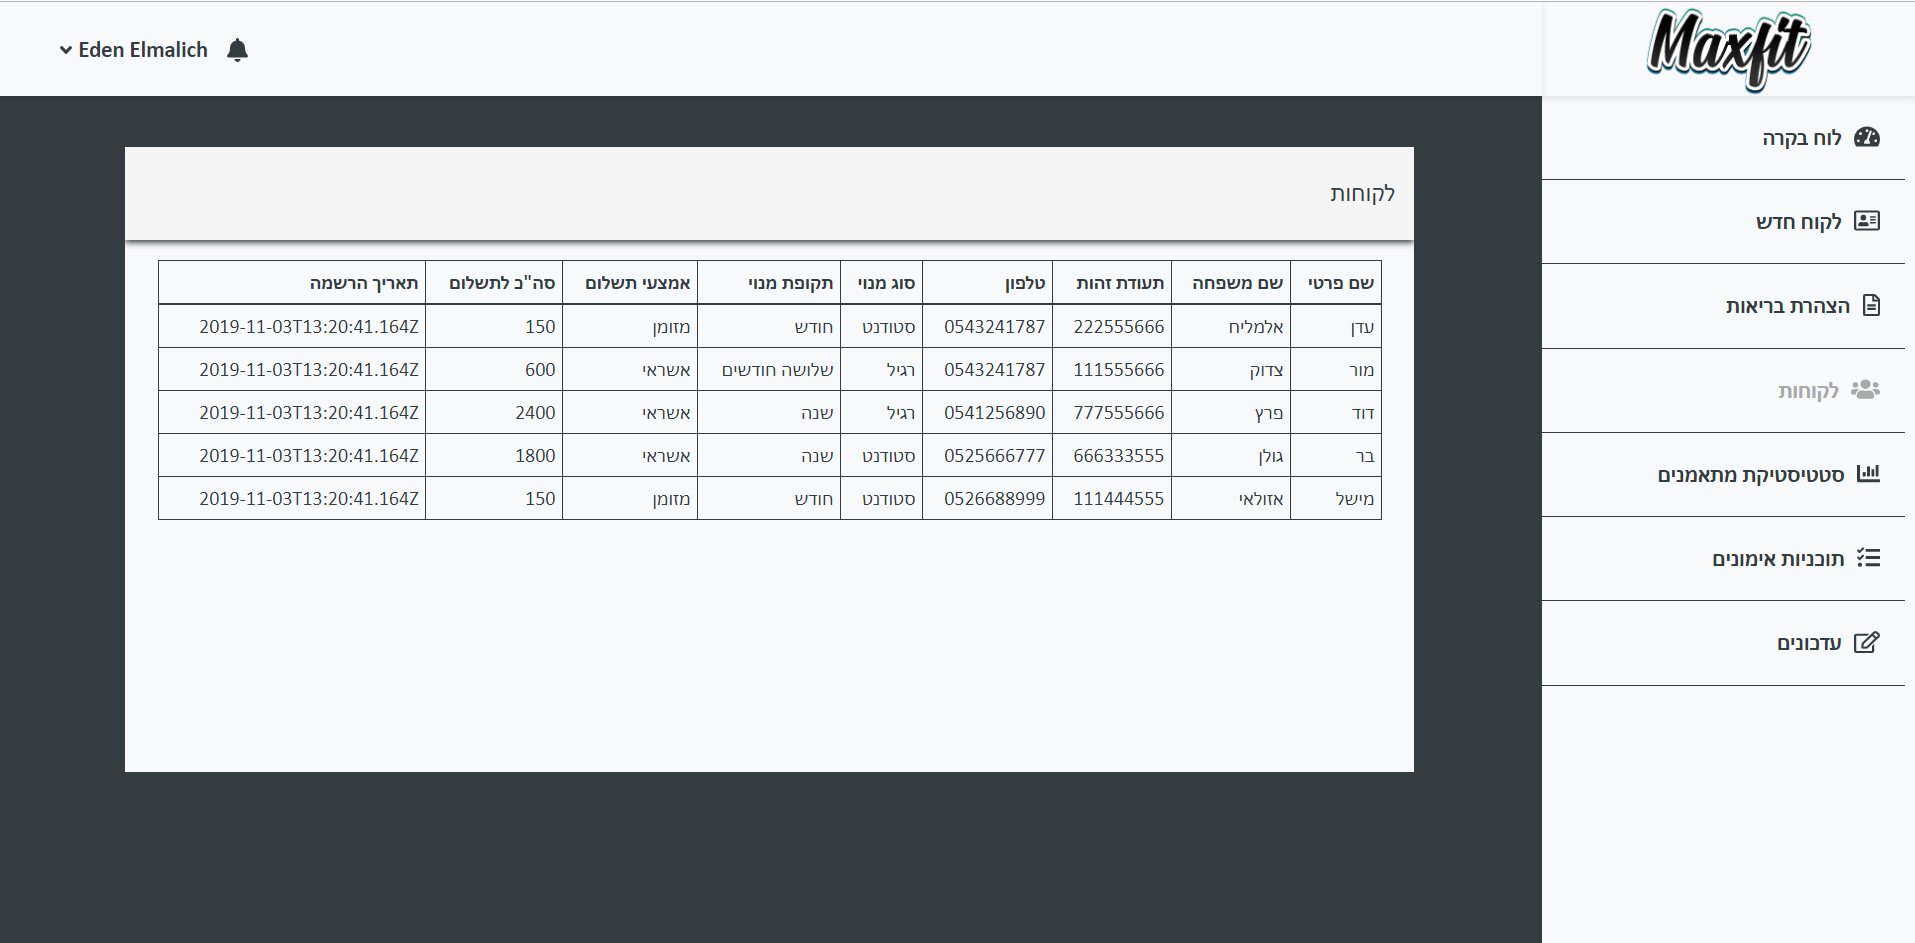 Maxfit
Eden Elmalich
לוח בקרה
לקוח חדש
הצהרת בריאות
לקוחות
סטטיסטיקת מתאמנים
תוכניות אימונים
עדכונים
לקוחות
שם פרטי שם משפחה תעודת זהות טלפון סוג מנוי תקופת מנוי אמצעי תשלום סה"כ לתשלום תאריך הרשמה
עדן אלמליח 222555666 0543241787 סטודנט חודש מזומן 150 2019-11-03T13:20:41.164Z
מור צדוק 111555666 0543241787 רגיל שלושה חודשים אשראי 600 2019-11-03T13:20:41.164Z
דוד פרץ 777555666 0541256890 רגיל שנה אשראי 2400 2019-11-03T13:20:41.164Z
בר גולן 666333555 0525666777 סטודנט שנה אשראי 1800 2019-11-03T13:20:41.164Z
מישל אזולאי 111444555 0526688999 סטודנט חודש מזומן 150 2019-11-03T13:20:41.164Z